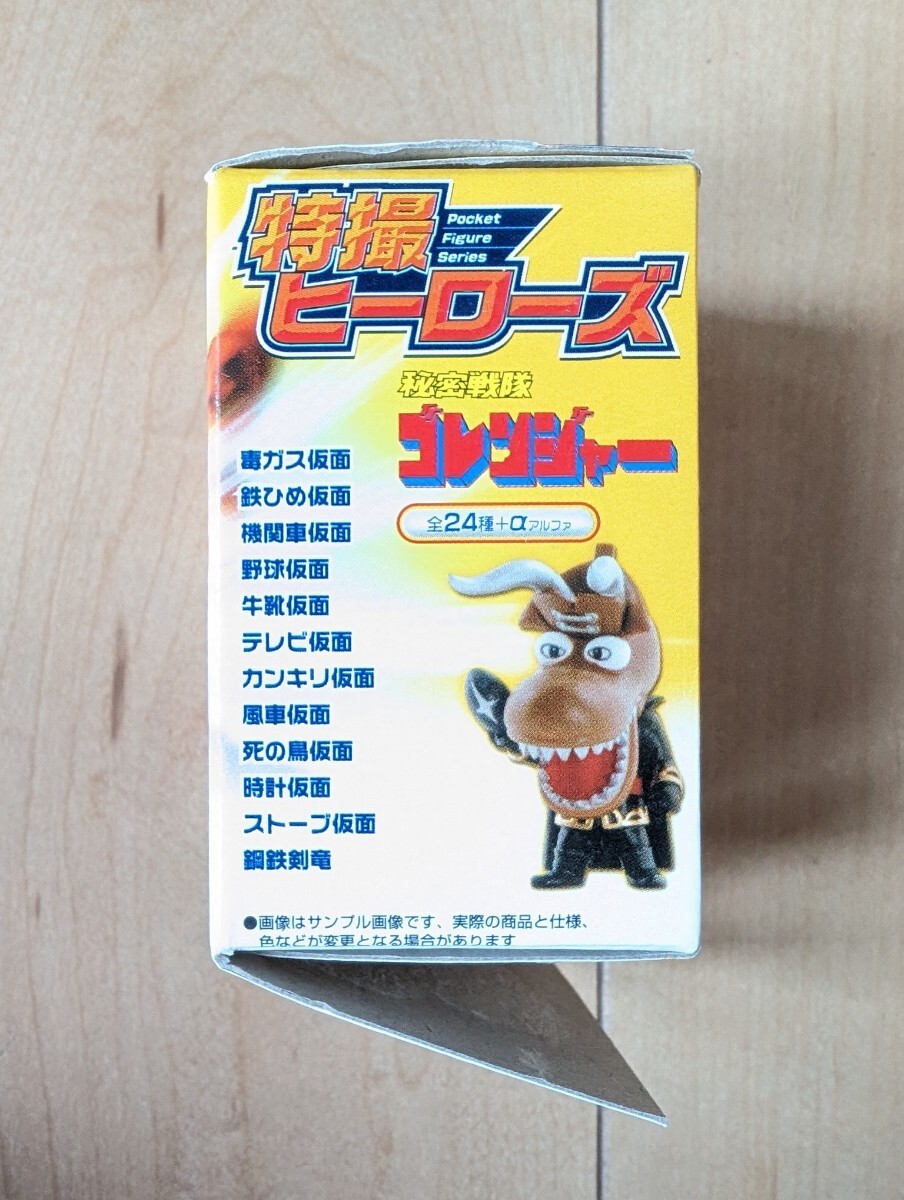 特撮
Pocket
Figure
Series
ヒーローズ
秘密戦隊
ゴレンジャー
全24種+αアルファ
毒ガス仮面
鉄ひめ仮面
機関車仮面
野球仮面
牛靴仮面
テレビ仮面
カンキリ仮面
風車仮面
死の鳥仮面
時計仮面
ストーブ仮面
鋼鉄剣竜
●画像はサンプル画像です、実際の商品と仕様、
色などが変更となる場合があります